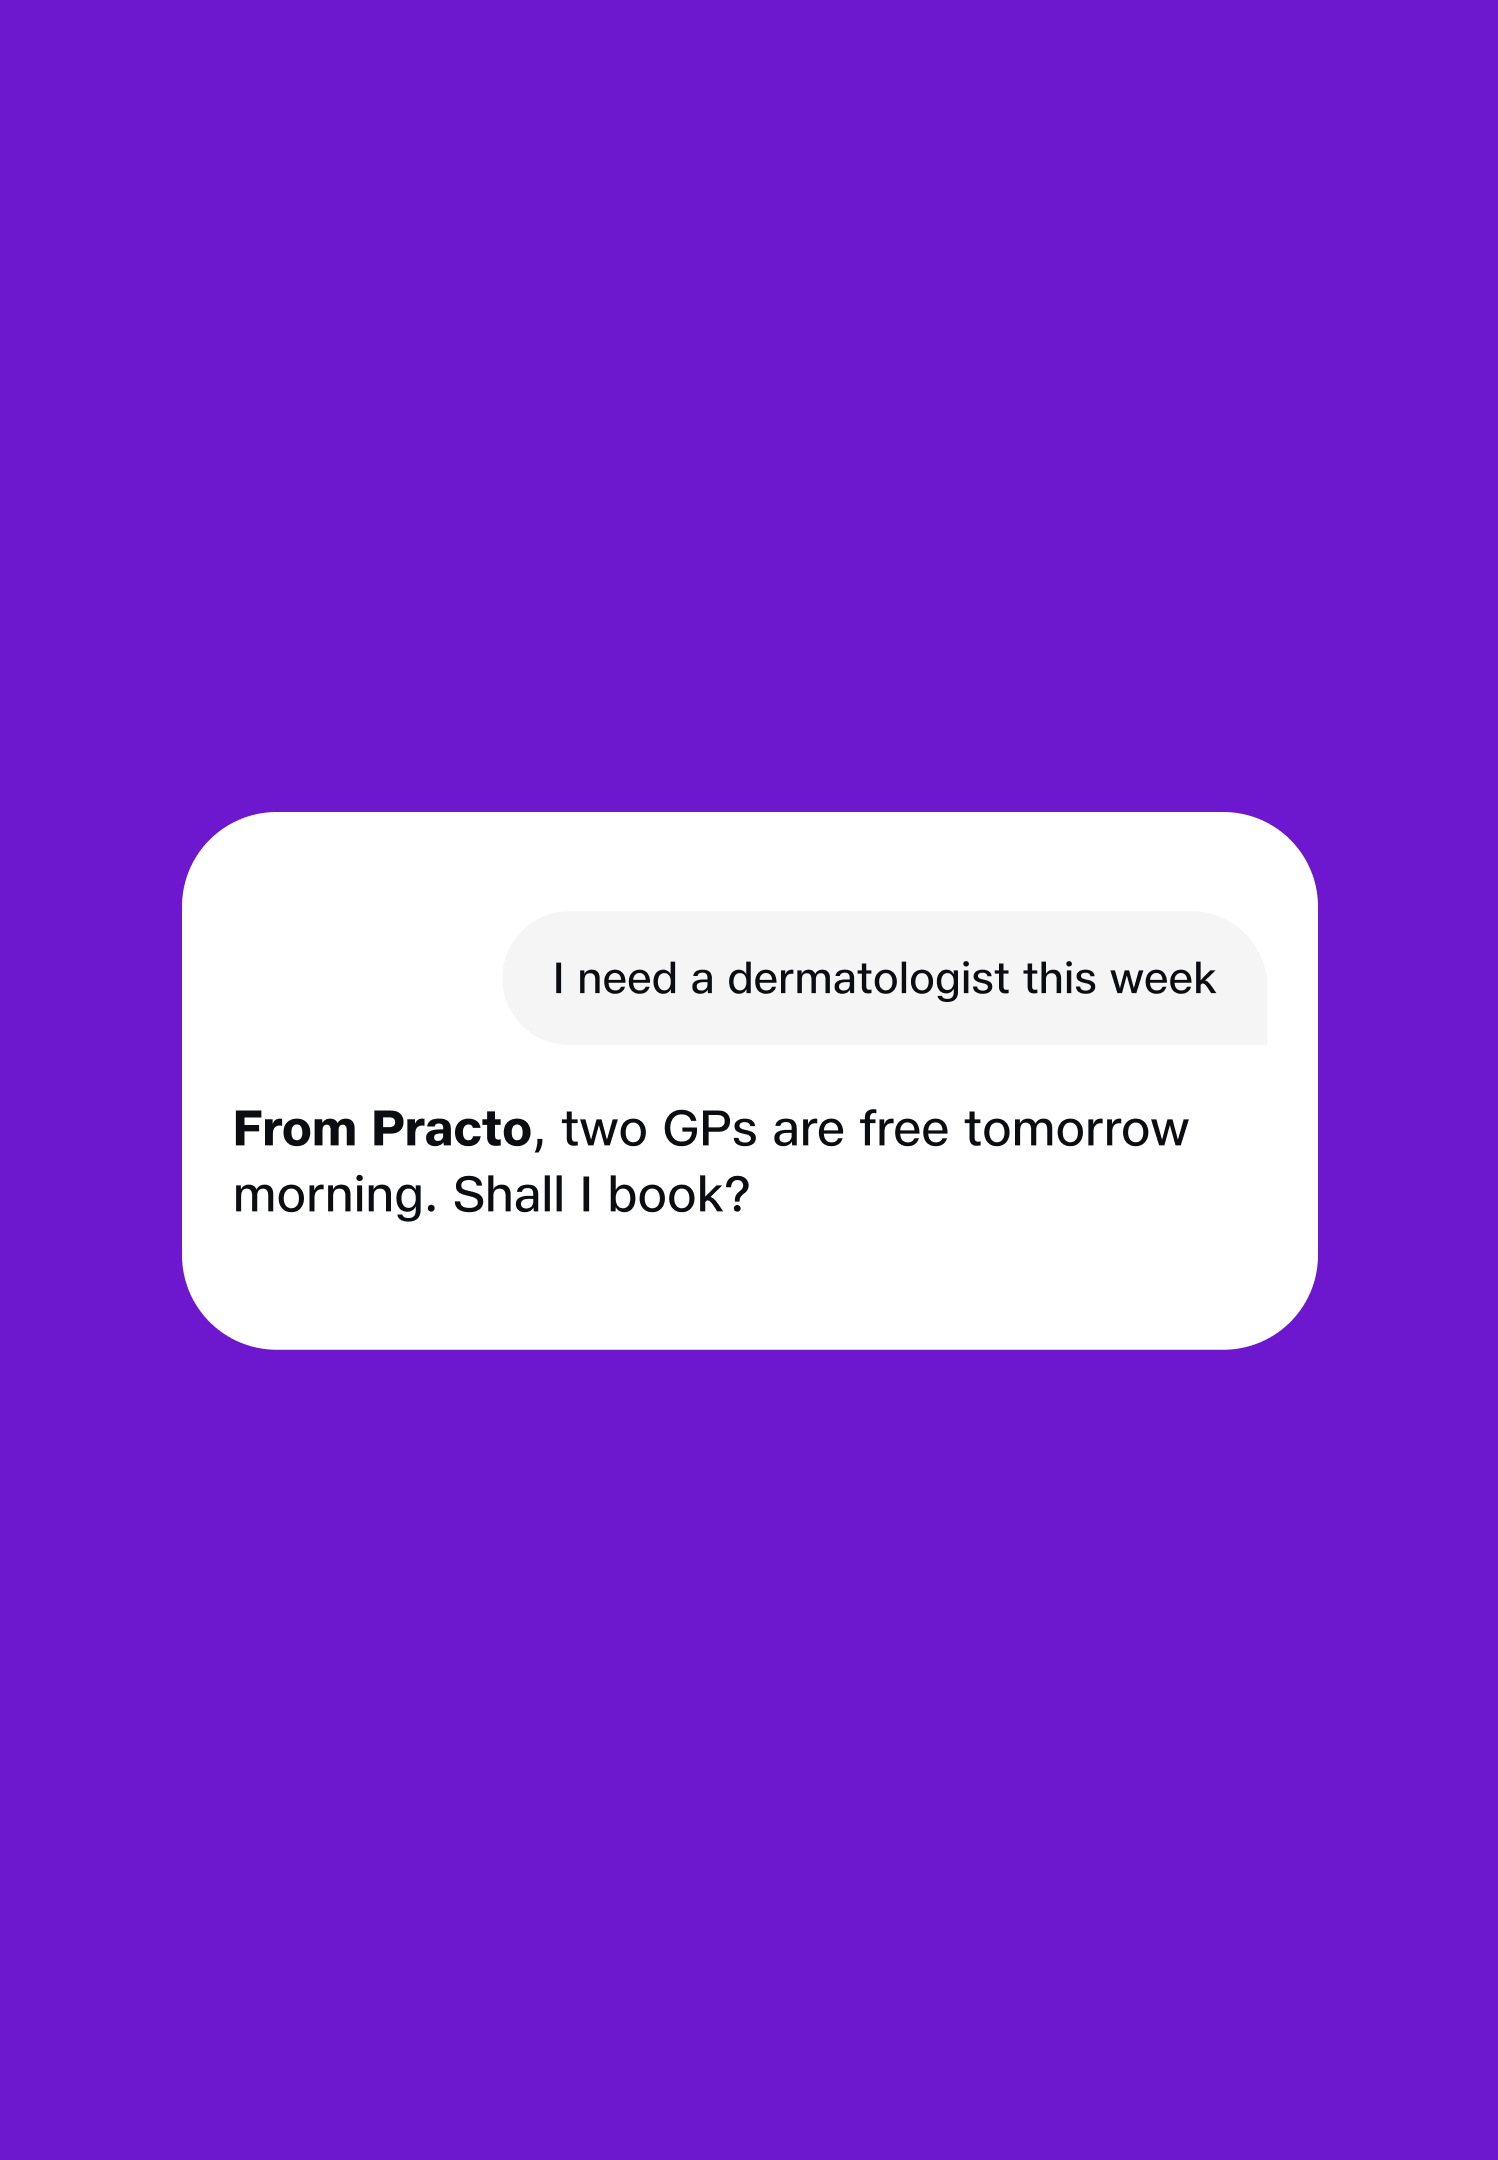 I need a dermatologist this week
From Practo, two GPs are free tomorrow
morning. Shall I book?